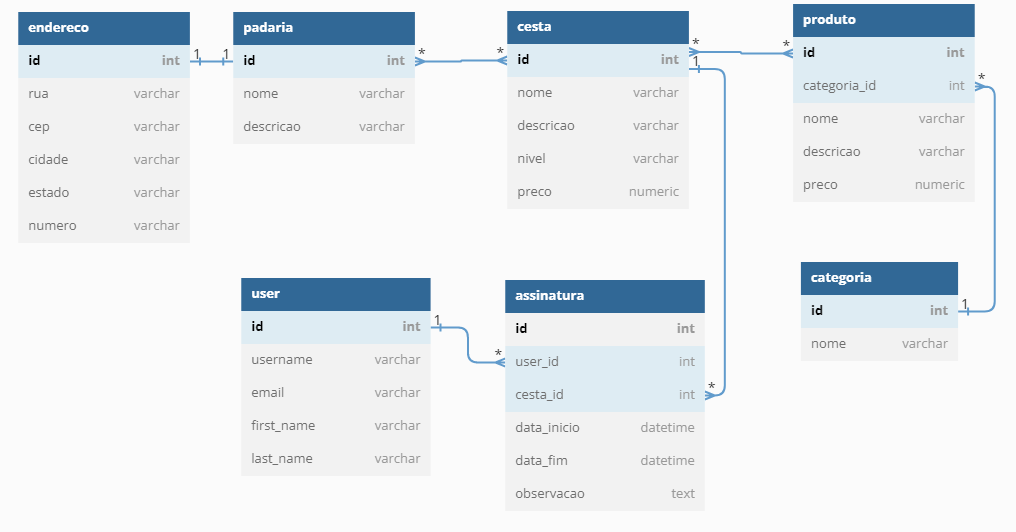 endereco
id int
rua varchar
cep varchar
cidade varchar
estado varchar
numero varchar
1 1
padaria
id int
nome varchar
descricao varchar
* *
cesta
id int
nome varchar
descricao varchar
nivel varchar
preco numeric
* *
1
produto
id int
categoria_id int
nome varchar
descricao varchar
preco numeric
*
user
id int
username varchar
email varchar
first_name varchar
last_name varchar
1 *
assinatura
id int
user_id int
cesta_id int
data_inicio datetime
data_fim datetime
observacao text
*
categoria
id int
nome varchar
1